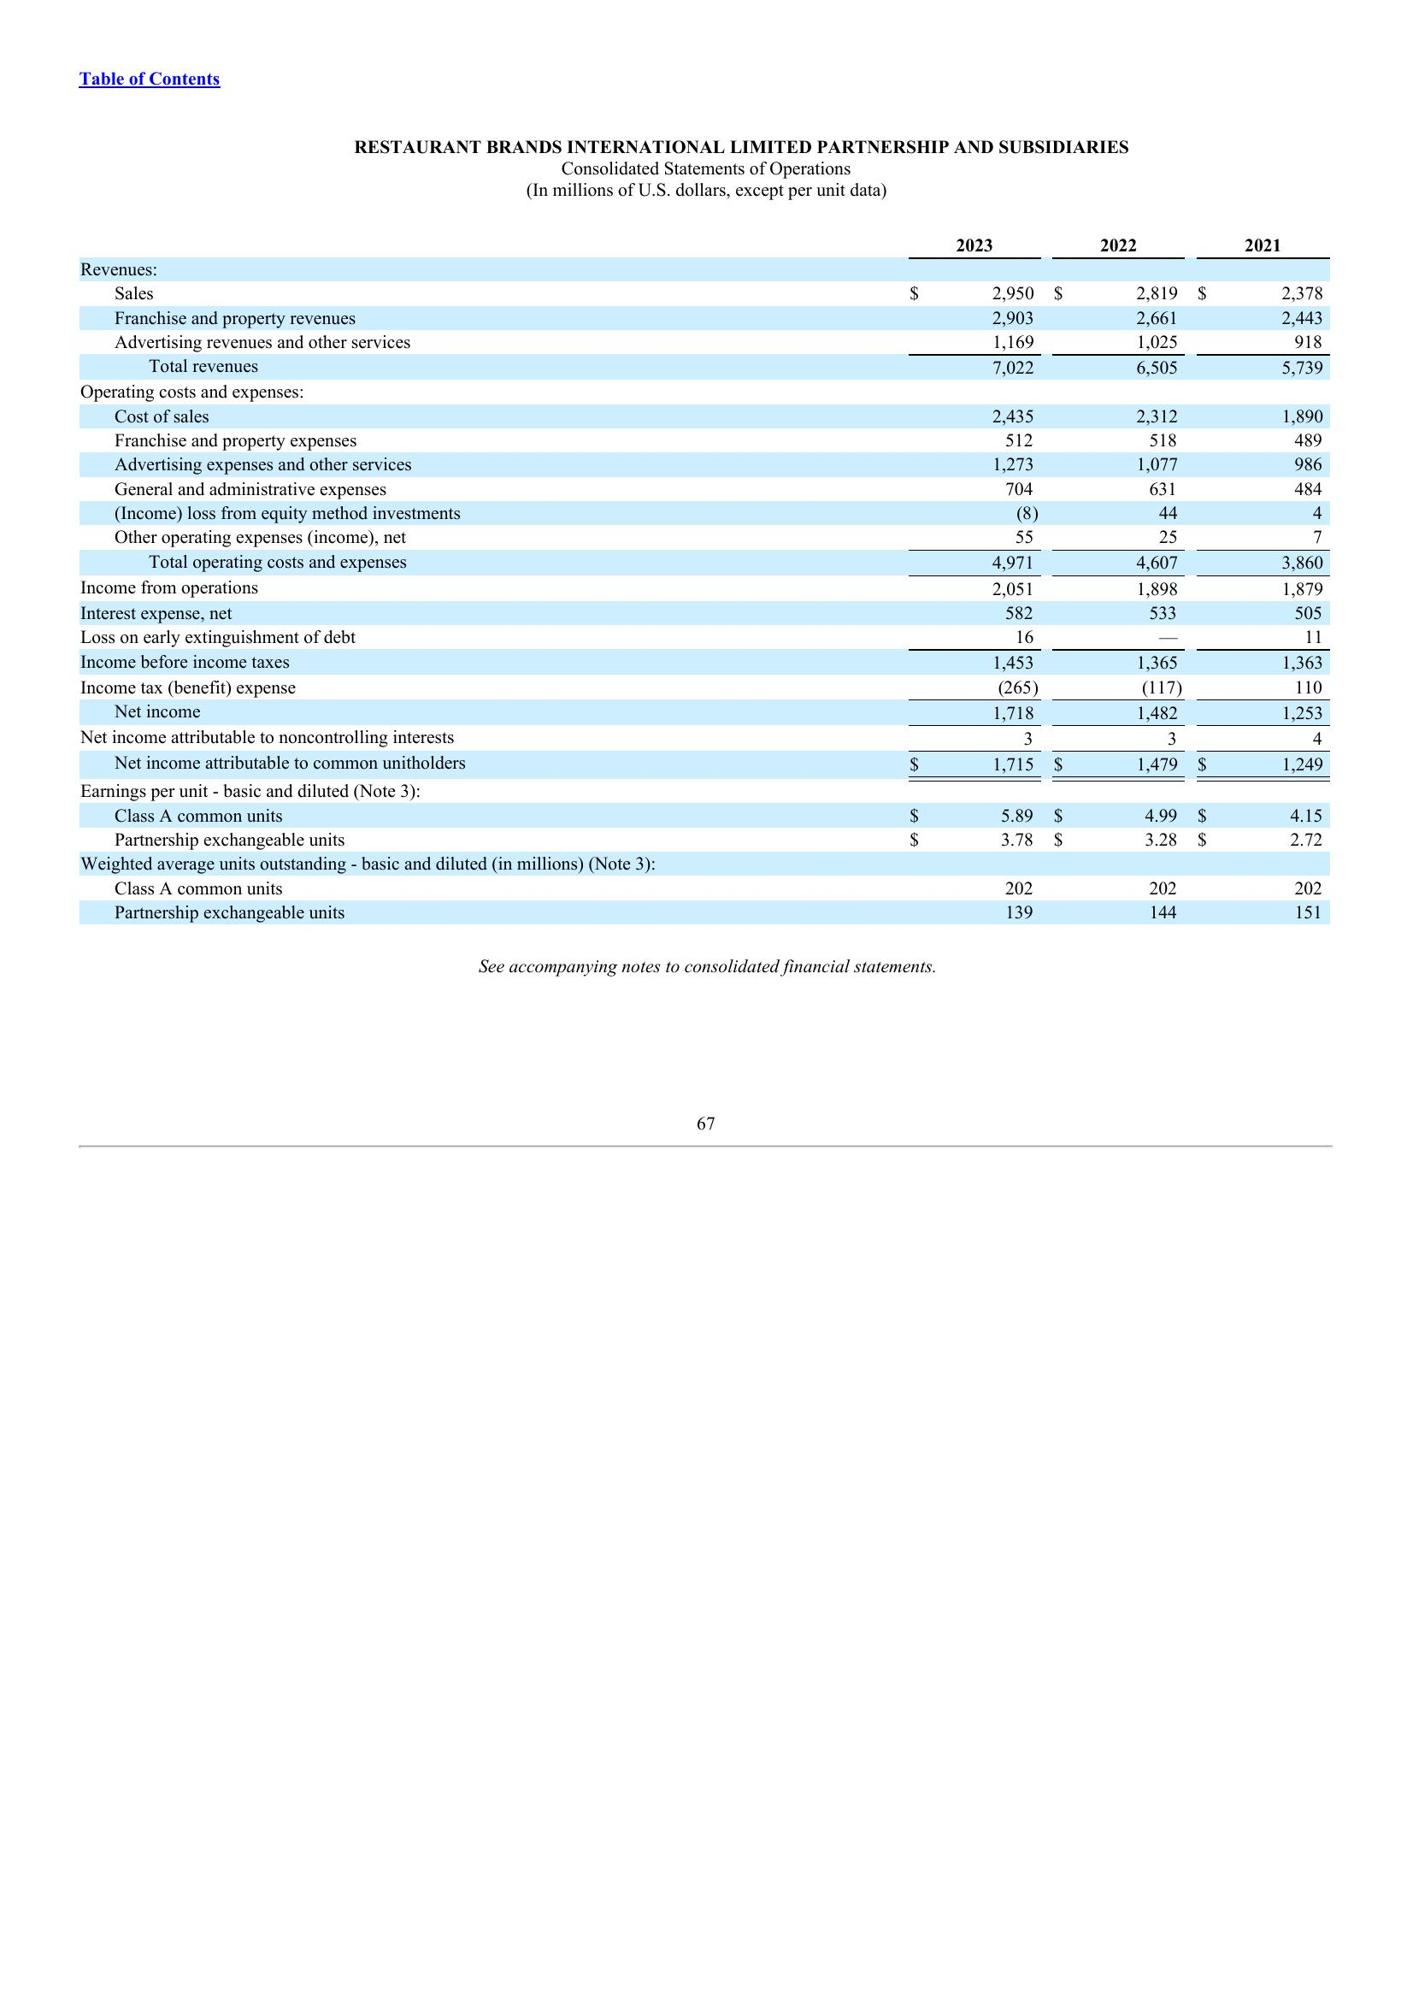 Table of Contents
RESTAURANT BRANDS INTERNATIONAL LIMITED PARTNERSHIP AND SUBSIDIARIES
Consolidated Statements of Operations
(In millions of U.S. dollars, except per unit data)
2023 2022 2021
Revenues:
Sales $ 2,950 $ 2,819 $ 2,378
Franchise and property revenues 2,903 2,661 2,443
Advertising revenues and other services 1,169 1,025 918
Total revenues 7,022 6,505 5,739
Operating costs and expenses:
Cost of sales 2,435 2,312 1,890
Franchise and property expenses 512 518 489
Advertising expenses and other services 1,273 1,077 986
General and administrative expenses 704 631 484
(Income) loss from equity method investments (8) 44 4
Other operating expenses (income), net 55 25 7
Total operating costs and expenses 4,971 4,607 3,860
Income from operations 2,051 1,898 1,879
Interest expense, net 582 533 505
Loss on early extinguishment of debt 16 — 11
Income before income taxes 1,453 1,365 1,363
Income tax (benefit) expense (265) (117) 110
Net income 1,718 1,482 1,253
Net income attributable to noncontrolling interests 3 3 4
Net income attributable to common unitholders $ 1,715 $ 1,479 $ 1,249
Earnings per unit - basic and diluted (Note 3):
Class A common units $ 5.89 $ 4.99 $ 4.15
Partnership exchangeable units $ 3.78 $ 3.28 $ 2.72
Weighted average units outstanding - basic and diluted (in millions) (Note 3):
Class A common units 202 202 202
Partnership exchangeable units 139 144 151
See accompanying notes to consolidated financial statements.
67